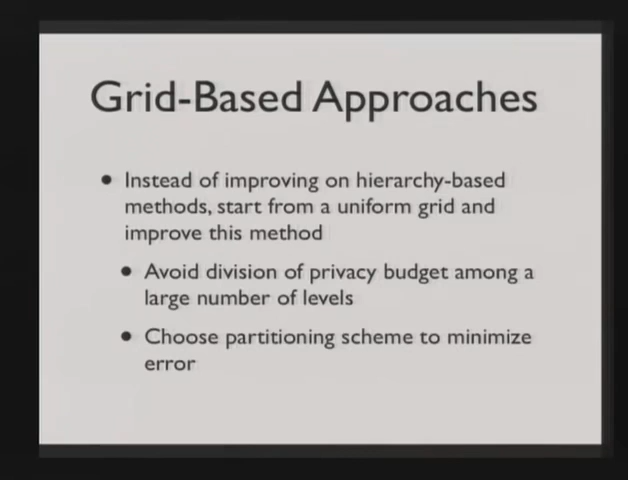 Grid-Based Approaches
• Instead of improving on hierarchy-based
methods, start from a uniform grid and
improve this method
• Avoid division of privacy budget among a
large number of levels
• Choose partitioning scheme to minimize
error